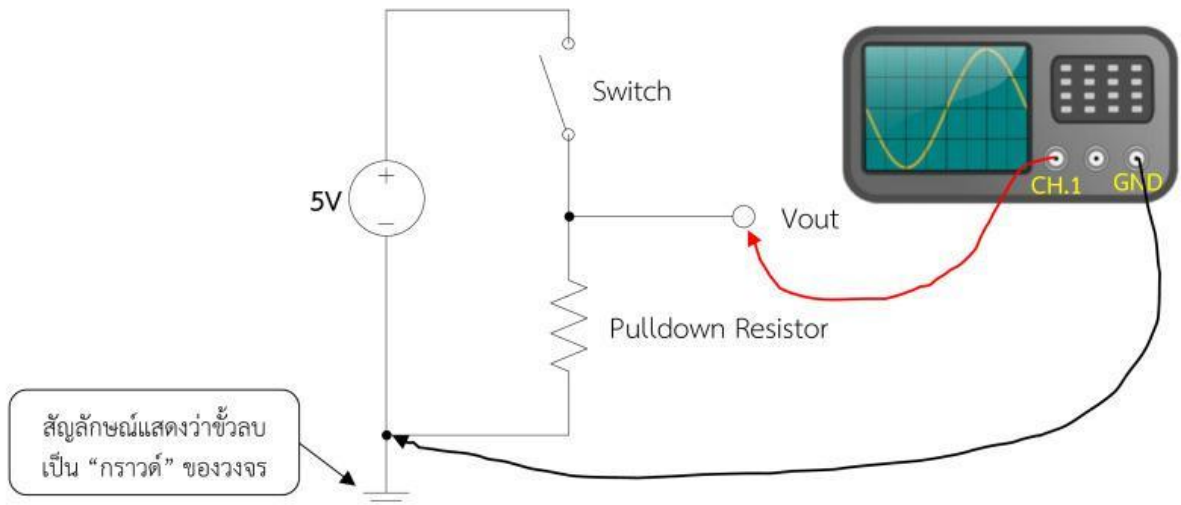 Switch
+
5V
−
Vout
Pulldown Resistor
CH.1
GND
สัญลักษณ์แสดงว่าขั้วลบ
เป็น “กราวด์” ของวงจร